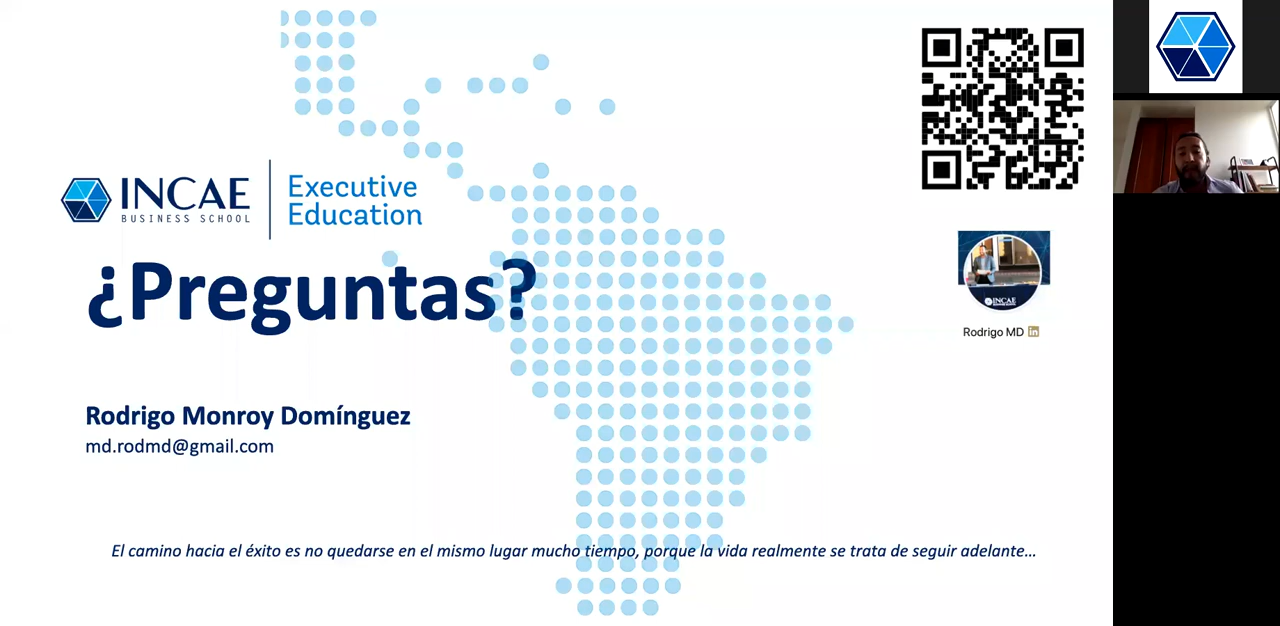 INCAE
BUSINESS SCHOOL
Executive
Education
¿Preguntas?
Rodrigo Monroy Domínguez
md.rodmd@gmail.com
INCAE
Rodrigo MD in
El camino hacia el éxito es no quedarse en el mismo lugar mucho tiempo, porque la vida realmente se trata de seguir adelante...